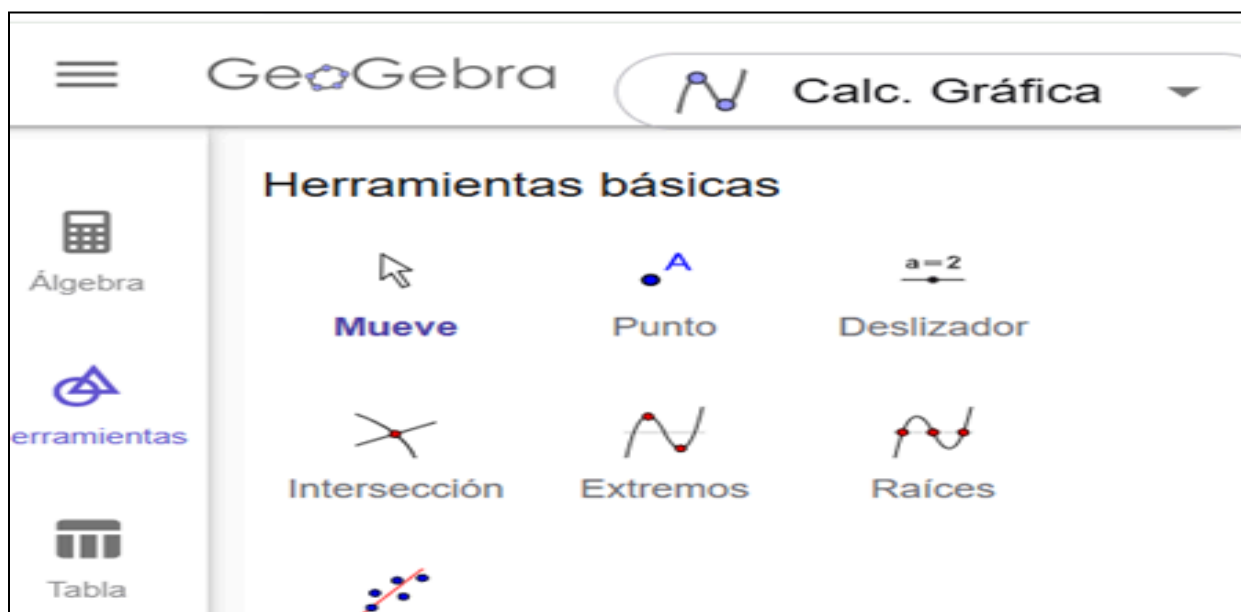 GeoGebra
Calc. Gráfica
Herramientas básicas
Álgebra
A
a=2
Mueve
Punto
Deslizador
erramientas
Intersección
Extremos
Raíces
Tabla